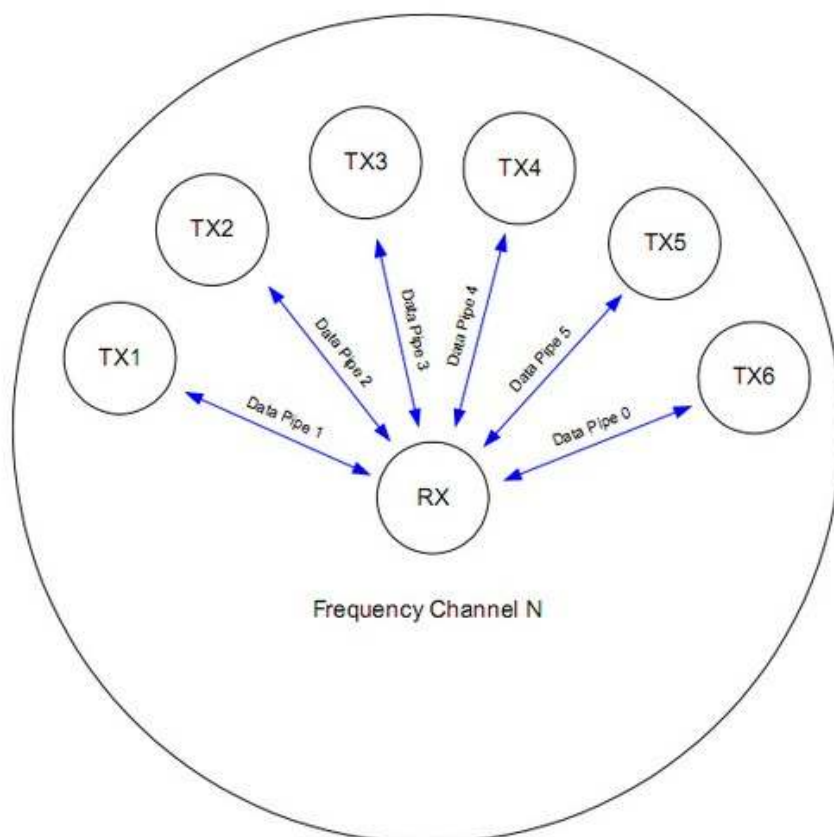 TX3
TX4
TX2
TX5
TX1
TX6
Data Pipe 1
Data Pipe 2
Data Pipe 3
Data Pipe 4
Data Pipe 5
Data Pipe 0
RX
Frequency Channel N